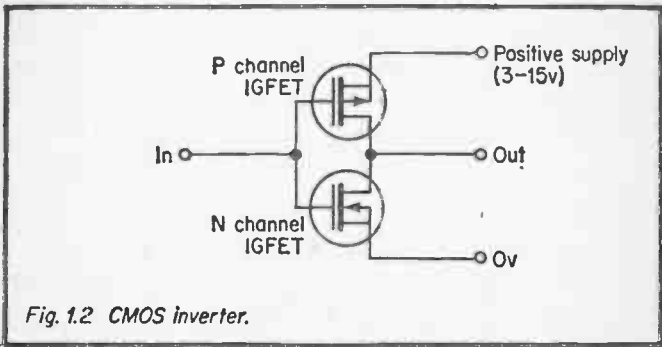 P channel
IGFET
Positive supply
(3-15v)
In
Out
N channel
IGFET
Ov
Fig. 1.2 CMOS inverter.